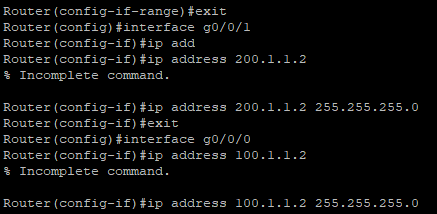 Router(config-if-range)#exit
Router(config)#interface g0/0/1
Router(config-if)#ip add
Router(config-if)#ip address 200.1.1.2
% Incomplete command.
Router(config-if)#ip address 200.1.1.2 255.255.255.0
Router(config-if)#exit
Router(config)#interface g0/0/0
Router(config-if)#ip address 100.1.1.2
% Incomplete command.
Router(config-if)#ip address 100.1.1.2 255.255.255.0